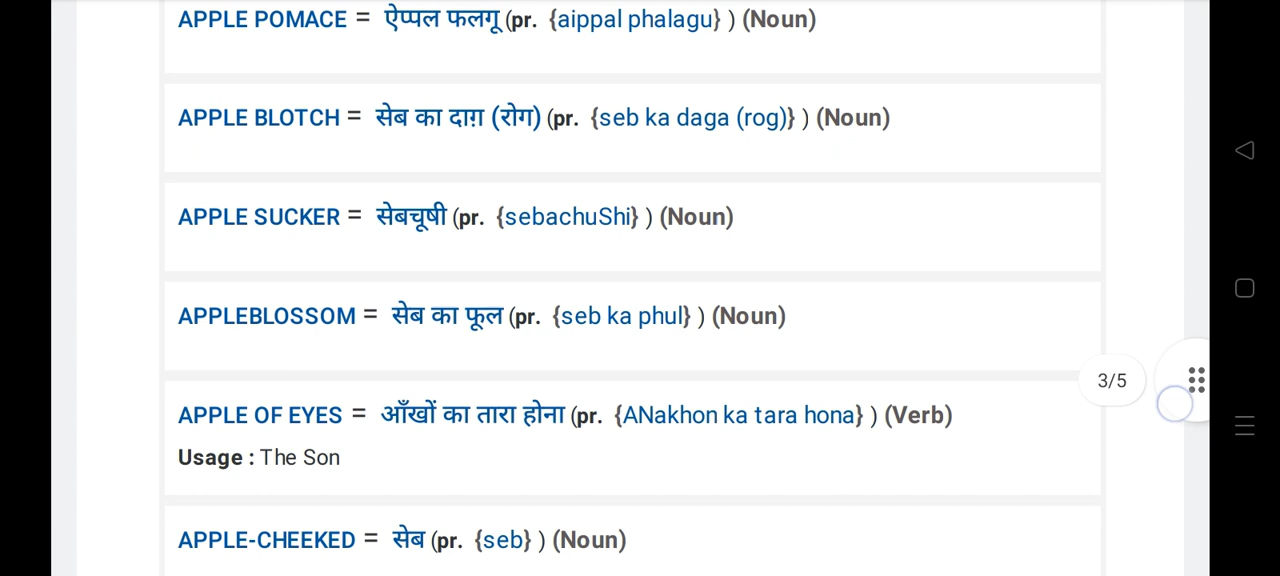 APPLE POMACE = ऐप्पल फलगू (pr. {aippal phalagu} ) (Noun)
APPLE BLOTCH = सेब का दाग़ (रोग) (pr. {seb ka daga (rog)} ) (Noun)
APPLE SUCKER = सेबचूषी (pr. {sebachuShi} ) (Noun)
APPLEBLOSSOM = सेब का फूल (pr. {seb ka phul} ) (Noun)
3/5
APPLE OF EYES = आँखों का तारा होना (pr. {ANakhon ka tara hona} ) (Verb)
Usage : The Son
APPLE-CHEEKED = सेब (pr. {seb} ) (Noun)